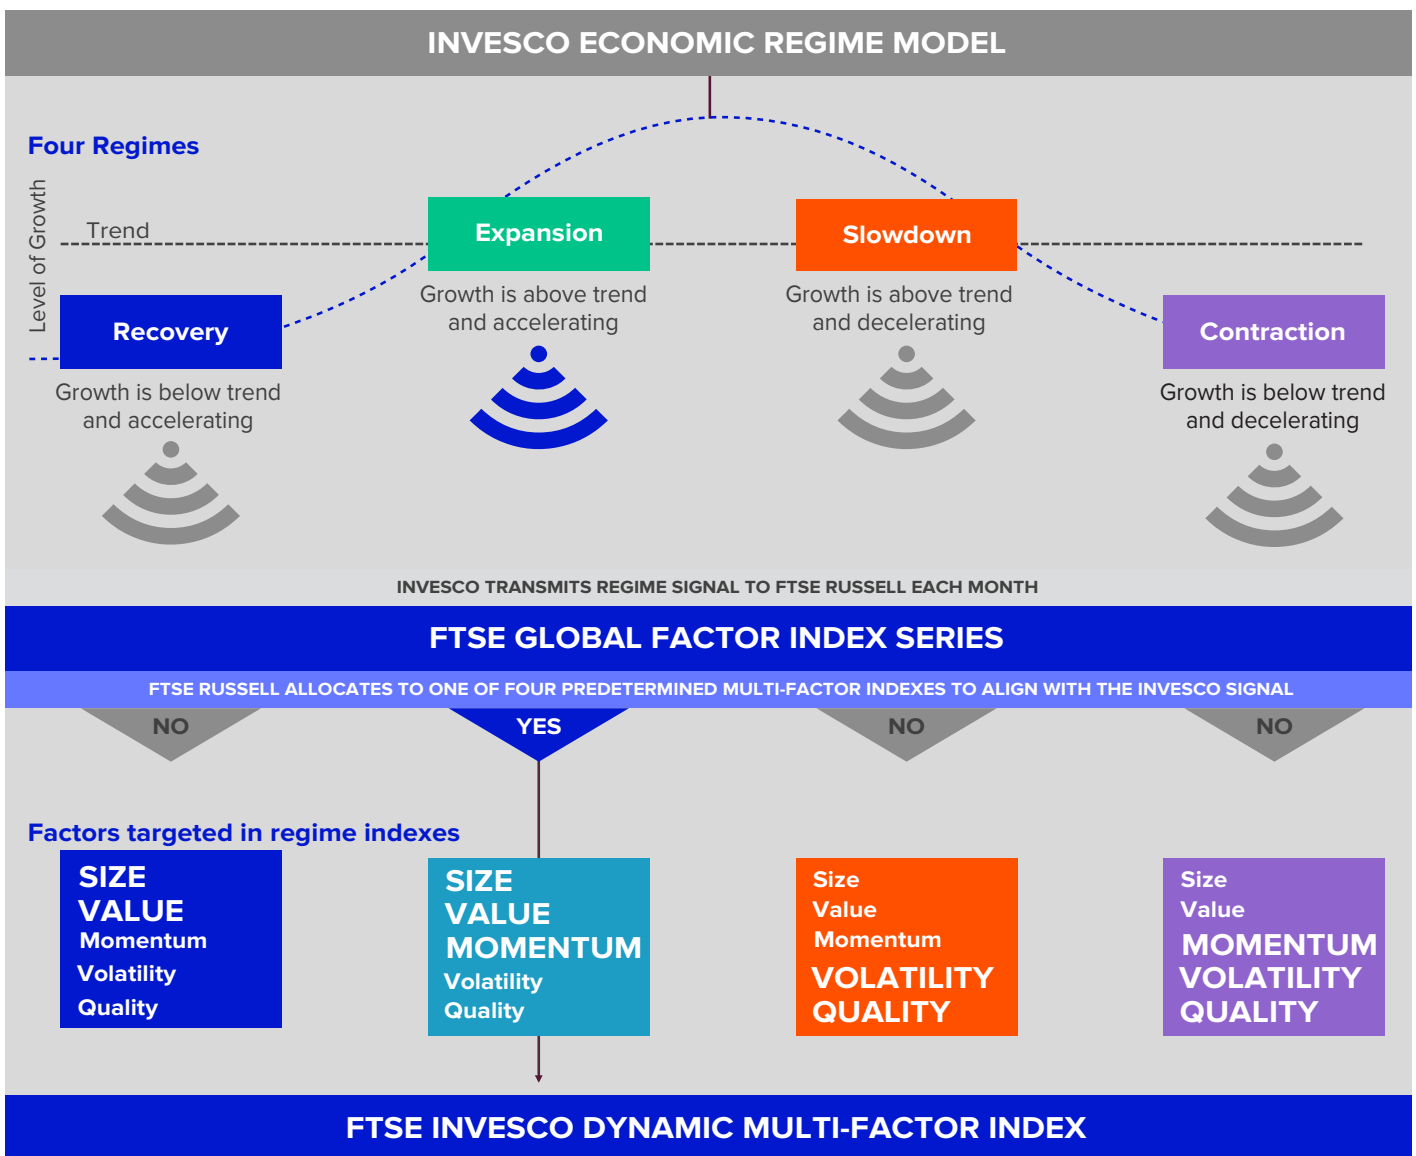 INVESCO ECONOMIC REGIME MODEL
Four Regimes
Level of Growth
Trend
Recovery
Growth is below trend
and accelerating
Expansion
Growth is above trend
and accelerating
Slowdown
Growth is above trend
and decelerating
Contraction
Growth is below trend
and decelerating
INVESCO TRANSMITS REGIME SIGNAL TO FTSE RUSSELL EACH MONTH
FTSE GLOBAL FACTOR INDEX SERIES
FTSE RUSSELL ALLOCATES TO ONE OF FOUR PREDETERMINED MULTI-FACTOR INDEXES TO ALIGN WITH THE INVESCO SIGNAL
NO
YES
NO
NO
Factors targeted in regime indexes
SIZE
VALUE
Momentum
Volatility
Quality
SIZE
VALUE
MOMENTUM
Volatility
Quality
Size
Value
Momentum
VOLATILITY
QUALITY
Size
Value
MOMENTUM
VOLATILITY
QUALITY
FTSE INVESCO DYNAMIC MULTI-FACTOR INDEX